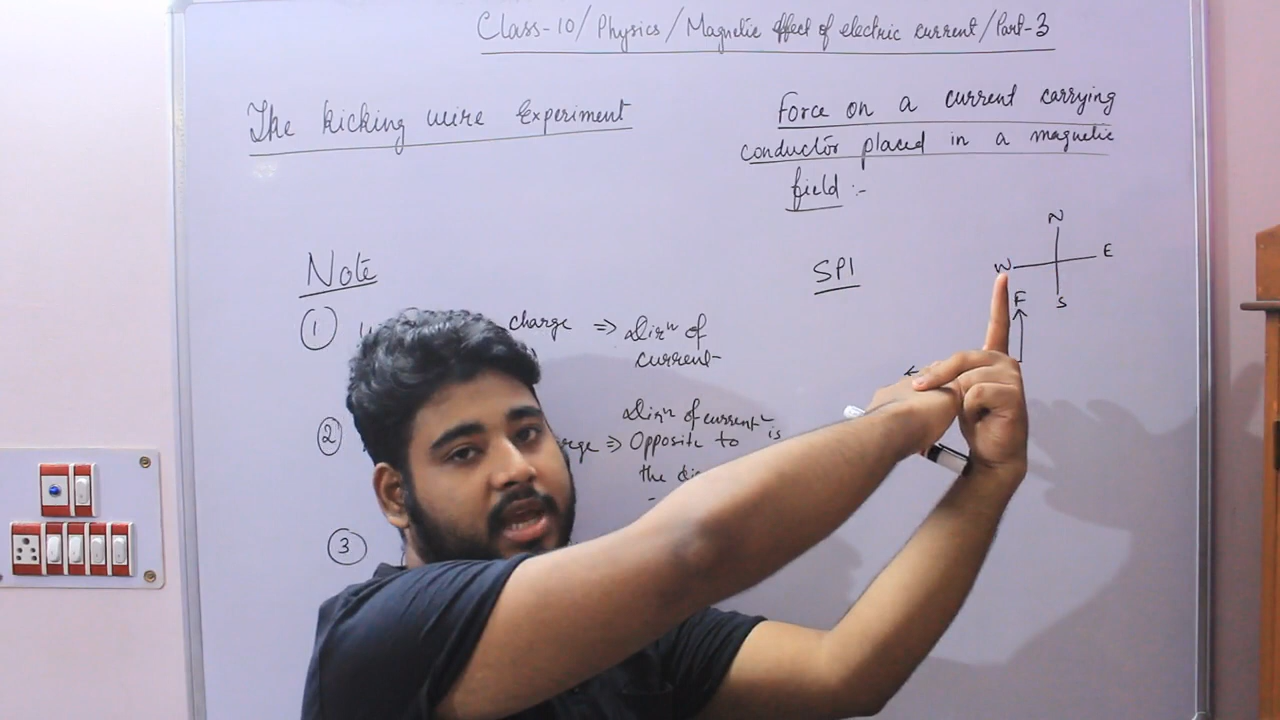 Class-10/Physics/Magnetic effect of electric current/Part-3
The kicking wire Experiment
Force on a current carrying
conductor placed in a magnetic
field :-
Note
SP1
N
W E
S
F
① charge ⇒ Dirⁿ of
current
② ⇒ Dirⁿ of current is
Opposite to
the
③